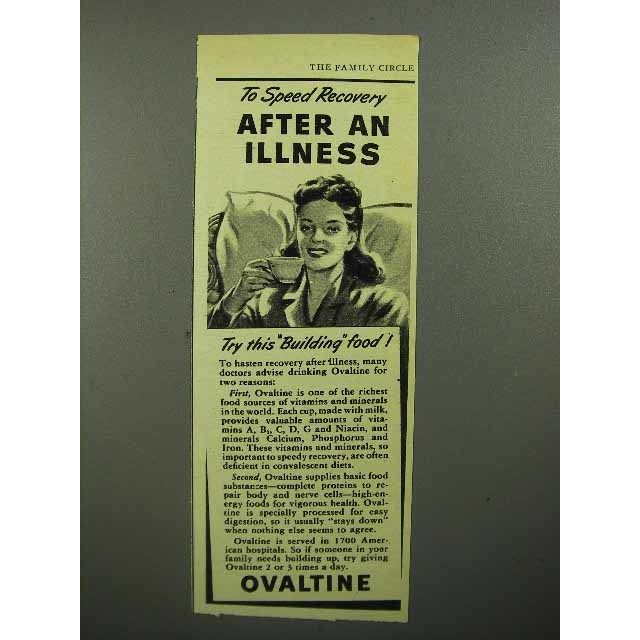 THE FAMILY CIRCLE
To Speed Recovery
AFTER AN
ILLNESS
Try this "Building" food!
To hasten recovery after illness, many
doctors advise drinking Ovaltine for
two reasons:
First, Ovaltine is one of the richest
food sources of vitamins and minerals
in the world. Each cup, made with milk,
provides valuable amounts of vita-
mins A, B₁, C, D, G and Niacin, and
minerals Calcium, Phosphorus and
Iron. These vitamins and minerals, so
important to speedy recovery, are often
deficient in convalescent diets.
Second, Ovaltine supplies basic food
substances—complete proteins to re-
pair body and nerve cells—high-en-
ergy foods for vigorous health. Oval-
tine is specially processed for easy
digestion, so it usually "stays down"
when nothing else seems to agree.
Ovaltine is served in 1700 Amer-
ican hospitals. So if someone in your
family needs building up, try giving
Ovaltine 2 or 3 times a day.
OVALTINE